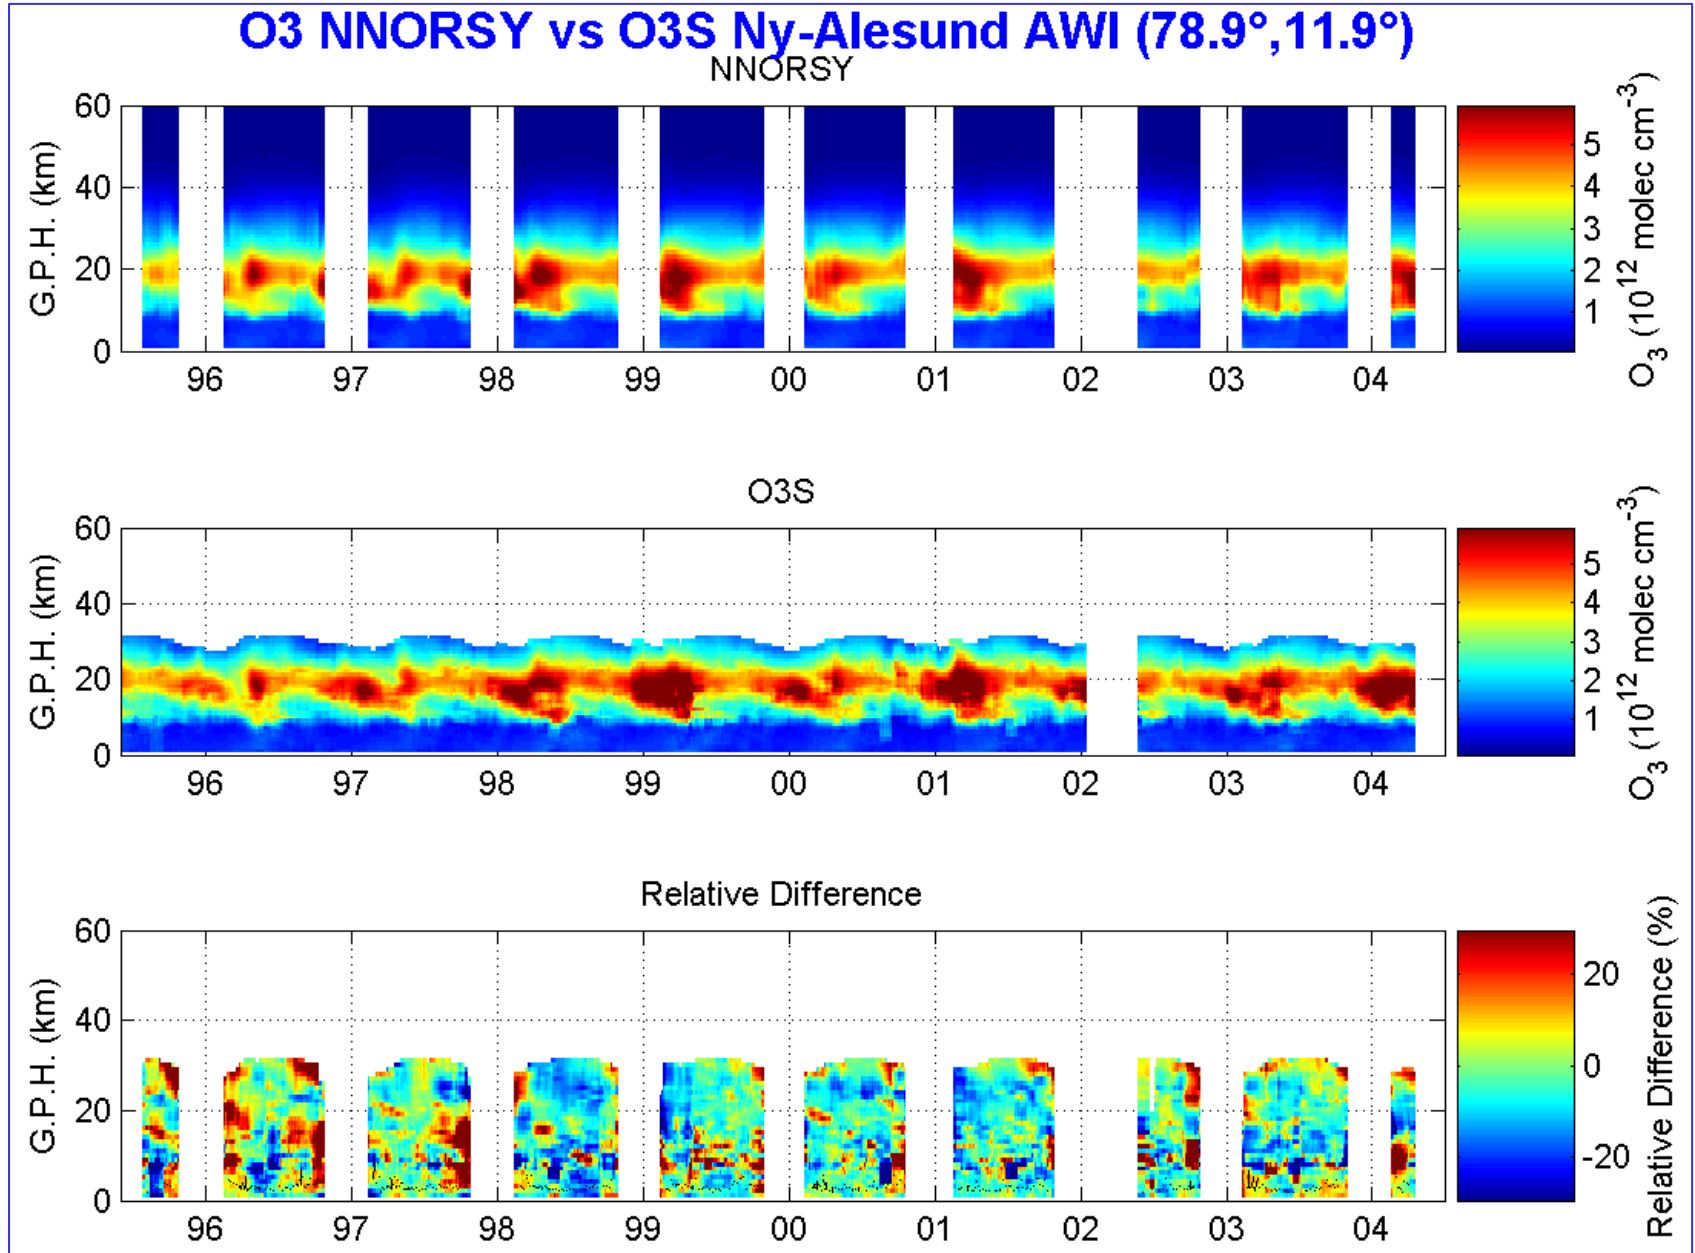 O3 NNORSY vs O3S Ny-Alesund AWI (78.9°,11.9°)
NNORSY
60
40
20
0
G.P.H. (km)
96 97 98 99 00 01 02 03 04
5
4
3
2
1
O₃ (10¹² molec cm⁻³)
O3S
60
40
20
0
G.P.H. (km)
96 97 98 99 00 01 02 03 04
5
4
3
2
1
O₃ (10¹² molec cm⁻³)
Relative Difference
60
40
20
0
G.P.H. (km)
96 97 98 99 00 01 02 03 04
20
0
-20
Relative Difference (%)